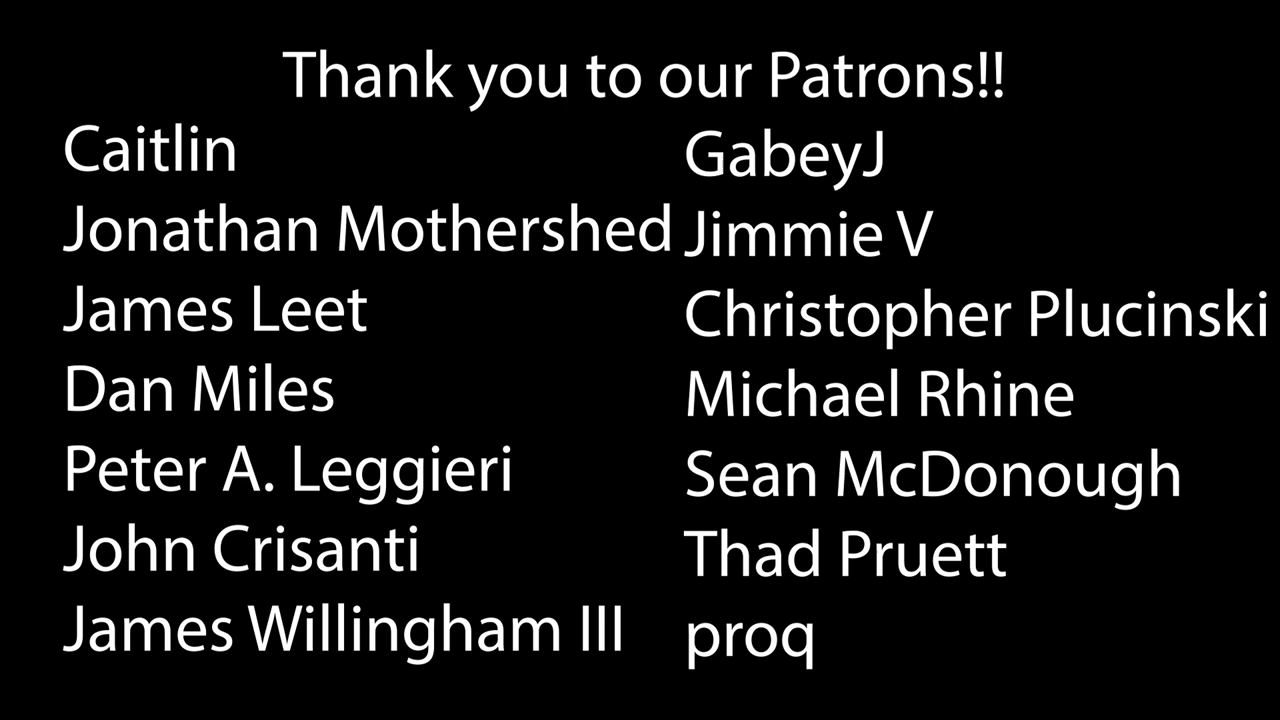 Thank you to our Patrons!!
Caitlin
Jonathan Mothershed
James Leet
Dan Miles
Peter A. Leggieri
John Crisanti
James Willingham III
GabeyJ
Jimmie V
Christopher Plucinski
Michael Rhine
Sean McDonough
Thad Pruett
proq